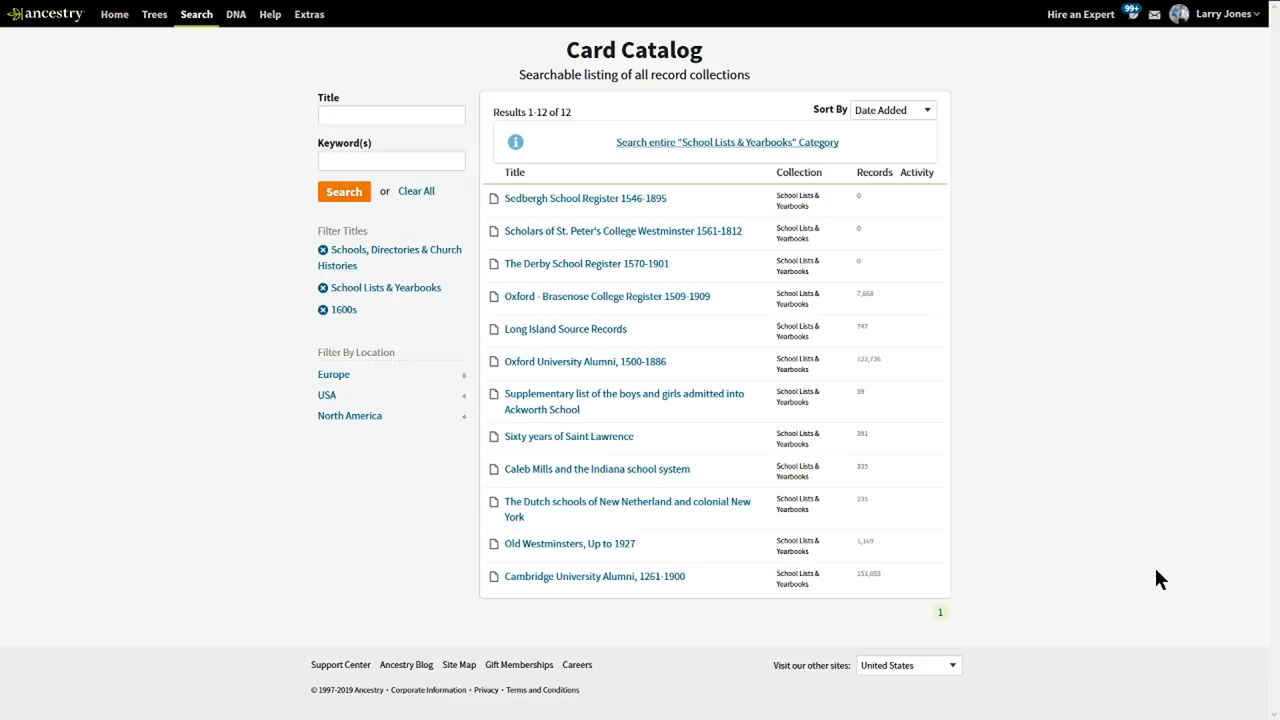 ancestry Home Trees Search DNA Help Extras Hire an Expert 99+ Larry Jones
Card Catalog
Searchable listing of all record collections
Title
Keyword(s)
Search or Clear All
Filter Titles
Schools, Directories & Church
Histories
School Lists & Yearbooks
1600s
Filter By Location
Europe 8
USA 4
North America 4
Results 1-12 of 12 Sort By Date Added
Search entire "School Lists & Yearbooks" Category
Title Collection Records Activity
Sedbergh School Register 1546-1895 School Lists & 0
Yearbooks
Scholars of St. Peter's College Westminster 1561-1812 School Lists & 0
Yearbooks
The Derby School Register 1570-1901 School Lists & 0
Yearbooks
Oxford - Brasenose College Register 1509-1909 School Lists & 7,668
Yearbooks
Long Island Source Records School Lists & 747
Yearbooks
Oxford University Alumni, 1500-1886 School Lists & 122,726
Yearbooks
Supplementary list of the boys and girls admitted into School Lists & 39
Ackworth School Yearbooks
Sixty years of Saint Lawrence School Lists & 391
Yearbooks
Caleb Mills and the Indiana school system School Lists & 335
Yearbooks
The Dutch schools of New Netherland and colonial New School Lists & 235
York Yearbooks
Old Westminsters, Up to 1927 School Lists & 1,169
Yearbooks
Cambridge University Alumni, 1261-1900 School Lists & 151,053
Yearbooks
1
Support Center Ancestry Blog Site Map Gift Memberships Careers Visit our other sites: United States
© 1997-2019 Ancestry • Corporate Information • Privacy • Terms and Conditions